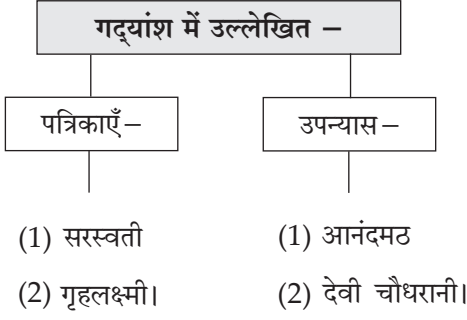 गद्यांश में उल्लेखित –
पत्रिकाएँ – उपन्यास –
(1) सरस्वती (1) आनंदमठ
(2) गृहलक्ष्मी। (2) देवी चौधरानी।